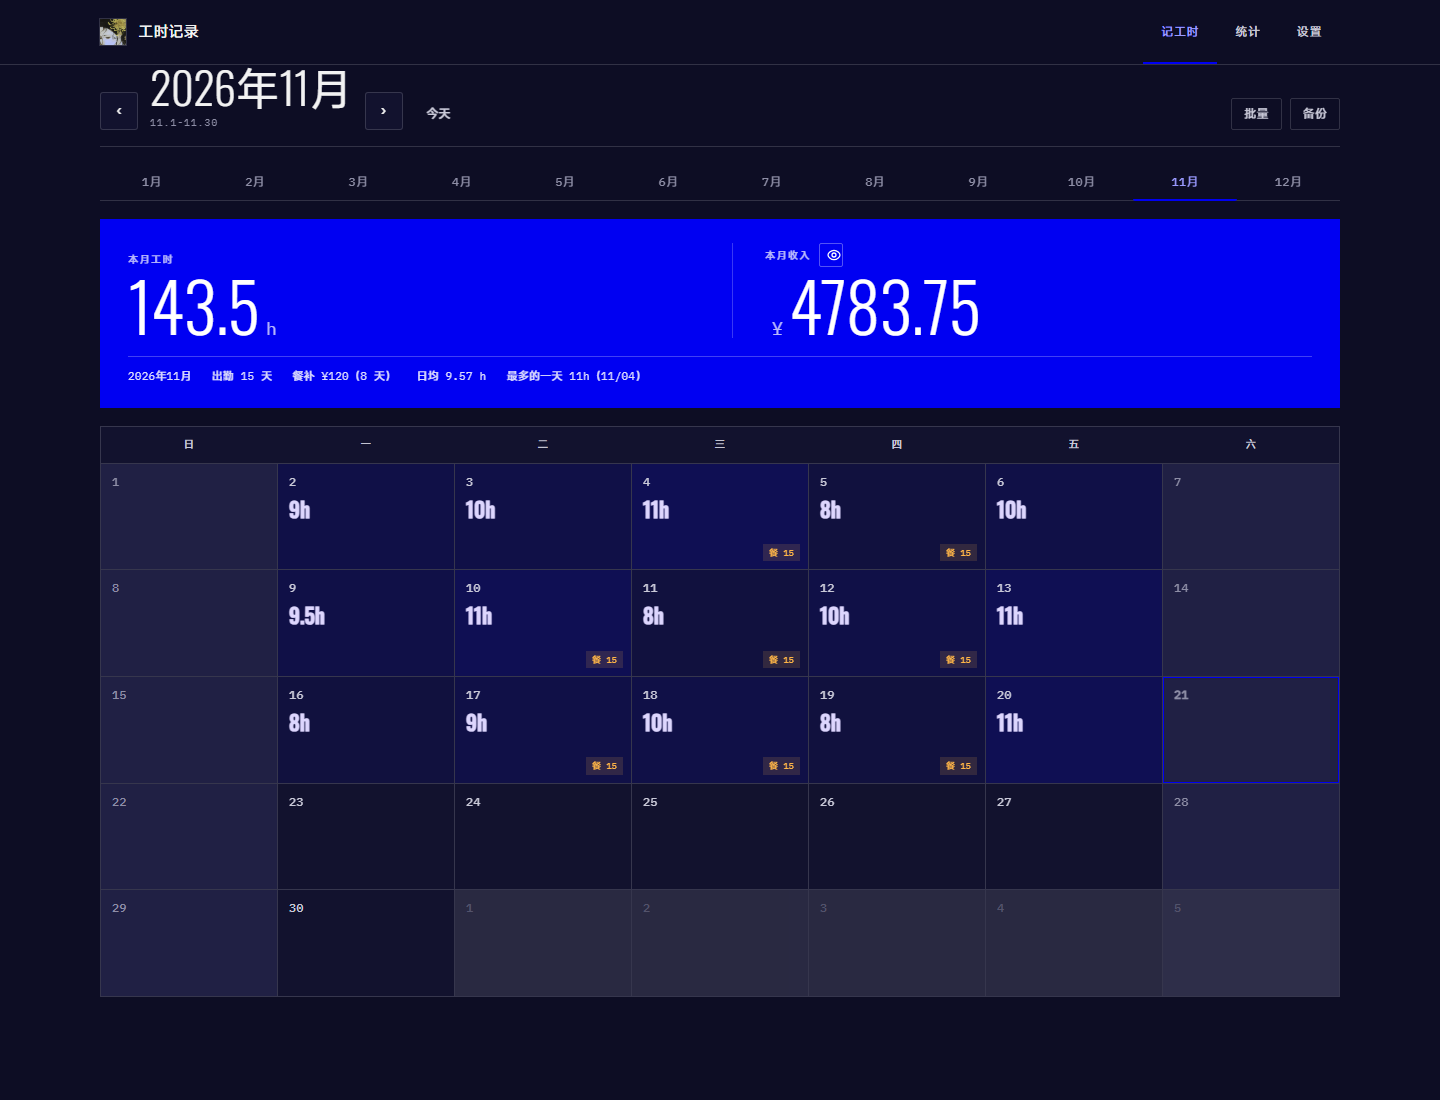 工时记录
记工时 统计 设置
‹ 2026年11月 › 今天 批量 备份
11.1-11.30
1月 2月 3月 4月 5月 6月 7月 8月 9月 10月 11月 12月
本月工时
143.5 h
本月收入
¥ 4783.75
2026年11月 出勤 15 天 餐补 ¥120 (8 天) 日均 9.57 h 最多的一天 11h (11/04)
日 一 二 三 四 五 六
1 2 3 4 5 6 7
9h 10h 11h 8h 10h
餐 15 餐 15
8 9 10 11 12 13 14
9.5h 11h 8h 10h 11h
餐 15 餐 15 餐 15
15 16 17 18 19 20 21
8h 9h 10h 8h 11h
餐 15 餐 15 餐 15
22 23 24 25 26 27 28
29 30 1 2 3 4 5